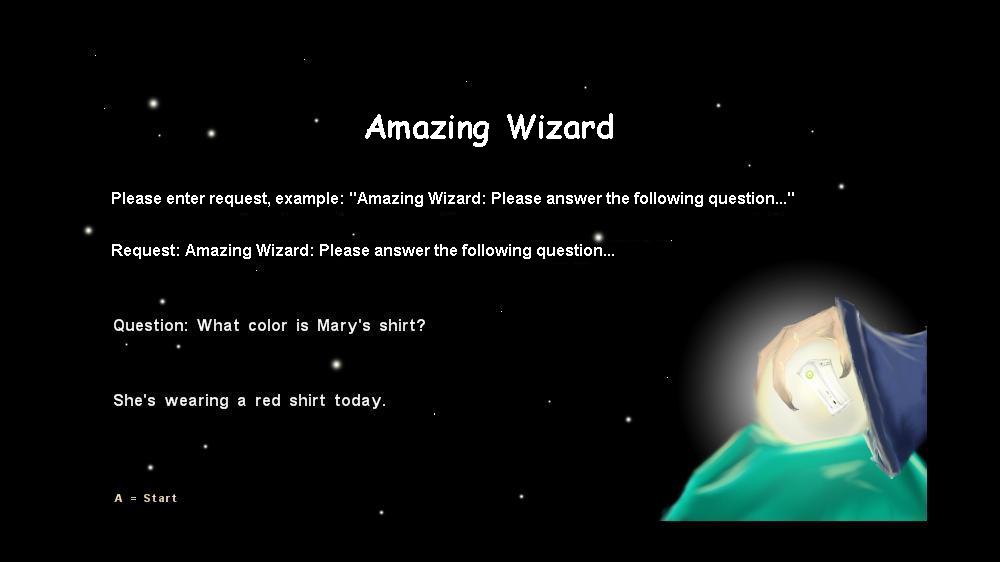 Amazing Wizard
Please enter request, example: "Amazing Wizard: Please answer the following question..."
Request: Amazing Wizard: Please answer the following question...
Question: What color is Mary's shirt?
She's wearing a red shirt today.
A = Start